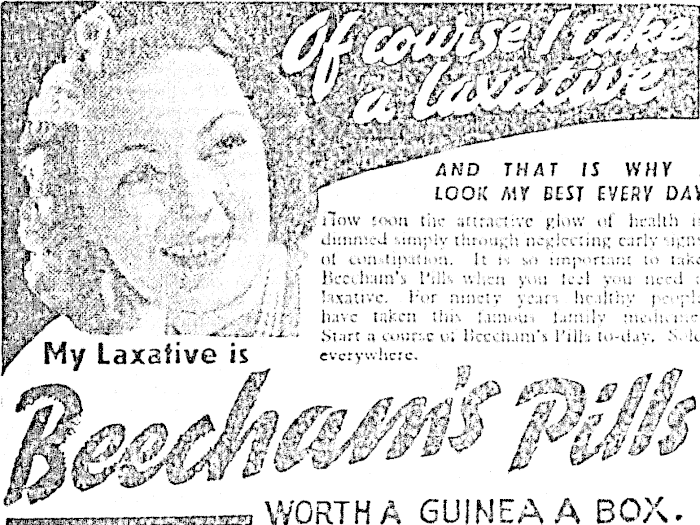 Of course I take
a laxative
AND THAT IS WHY
LOOK MY BEST EVERY DAY
How soon the attractive glow of health is
dimmed simply through neglecting early signs
of constipation. It is so important to take
Beecham's Pills when you feel you need a
laxative. For ninety years healthy people
have taken this famous family medicine.
Start a course of Beecham's Pills to-day. Sold
everywhere.
My Laxative is
Beecham's Pills
WORTH A GUINEA A BOX.